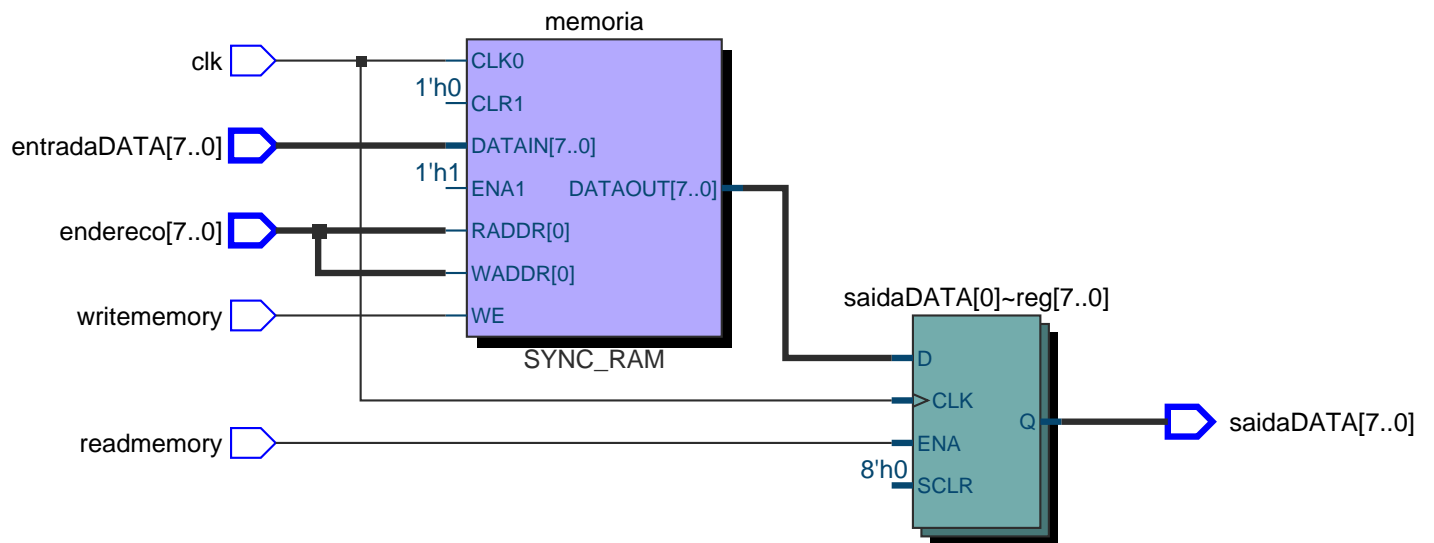 memoria
clk
CLK0
1'h0
CLR1
entradaDATA[7..0]
DATAIN[7..0]
1'h1
ENA1
DATAOUT[7..0]
endereco[7..0]
RADDR[0]
WADDR[0]
writememory
WE
SYNC_RAM
saidaDATA[0]~reg[7..0]
D
CLK
Q
saidaDATA[7..0]
readmemory
ENA
8'h0
SCLR